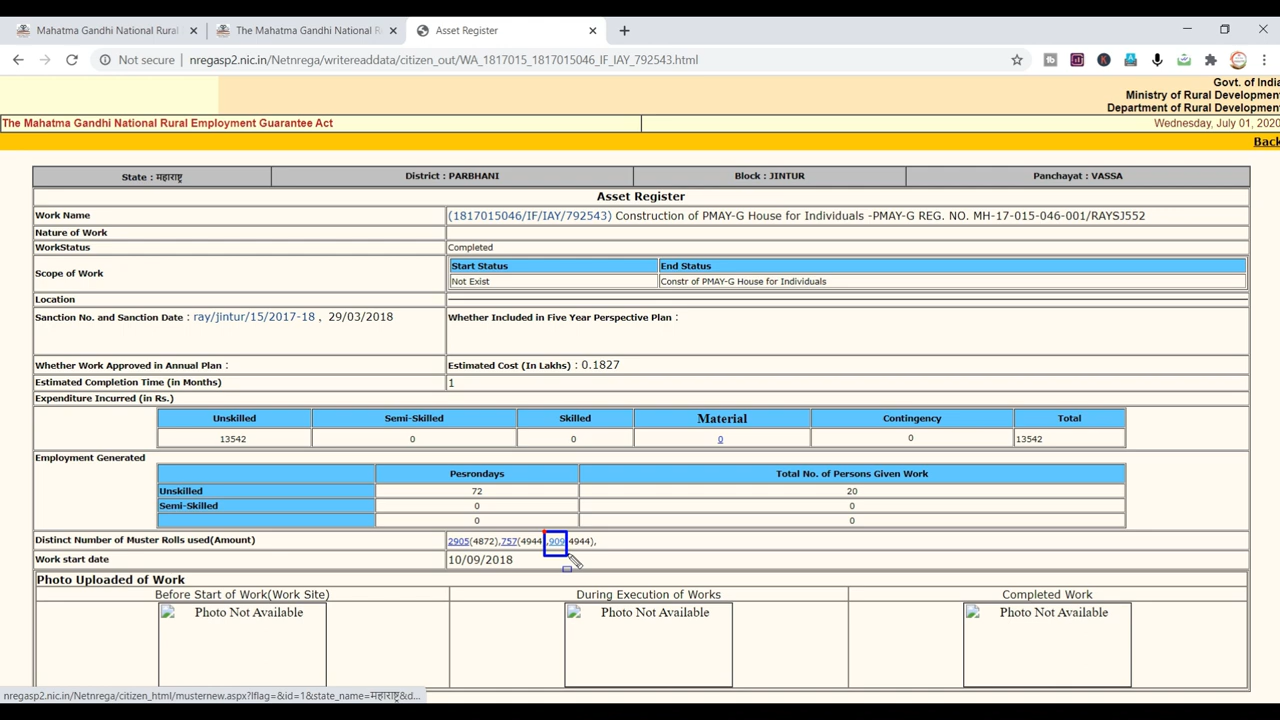 Mahatma Gandhi National Rural
The Mahatma Gandhi National R
Asset Register
Not secure
nregasp2.nic.in/Netnrega/writereaddata/citizen_out/WA_1817015_1817015046_IF_IAY_792543.html
Govt. of India
Ministry of Rural Development
Department of Rural Development
The Mahatma Gandhi National Rural Employment Guarantee Act
Wednesday, July 01, 2020
Back
State : महाराष्ट्र District : PARBHANI Block : JINTUR Panchayat : VASSA
Asset Register
Work Name (1817015046/IF/IAY/792543) Construction of PMAY-G House for Individuals -PMAY-G REG. NO. MH-17-015-046-001/RAYSJ552
Nature of Work
WorkStatus Completed
Scope of Work
Start Status End Status
Not Exist Constr of PMAY-G House for Individuals
Location
Sanction No. and Sanction Date : ray/jintur/15/2017-18 , 29/03/2018 Whether Included in Five Year Perspective Plan :
Whether Work Approved in Annual Plan : Estimated Cost (In Lakhs) : 0.1827
Estimated Completion Time (in Months) 1
Expenditure Incurred (in Rs.)
Unskilled Semi-Skilled Skilled Material Contingency Total
13542 0 0 0 0 13542
Employment Generated
Pesrondays Total No. of Persons Given Work
Unskilled 72 20
Semi-Skilled 0 0
0 0
Distinct Number of Muster Rolls used(Amount) 2905(4872),757(4944),909(4944),
Work start date 10/09/2018
Photo Uploaded of Work
Before Start of Work(Work Site) During Execution of Works Completed Work
Photo Not Available Photo Not Available Photo Not Available
nregasp2.nic.in/Netnrega/citizen_html/musternew.aspx?lflag=&id=1&state_name=महाराष्ट्र&d...